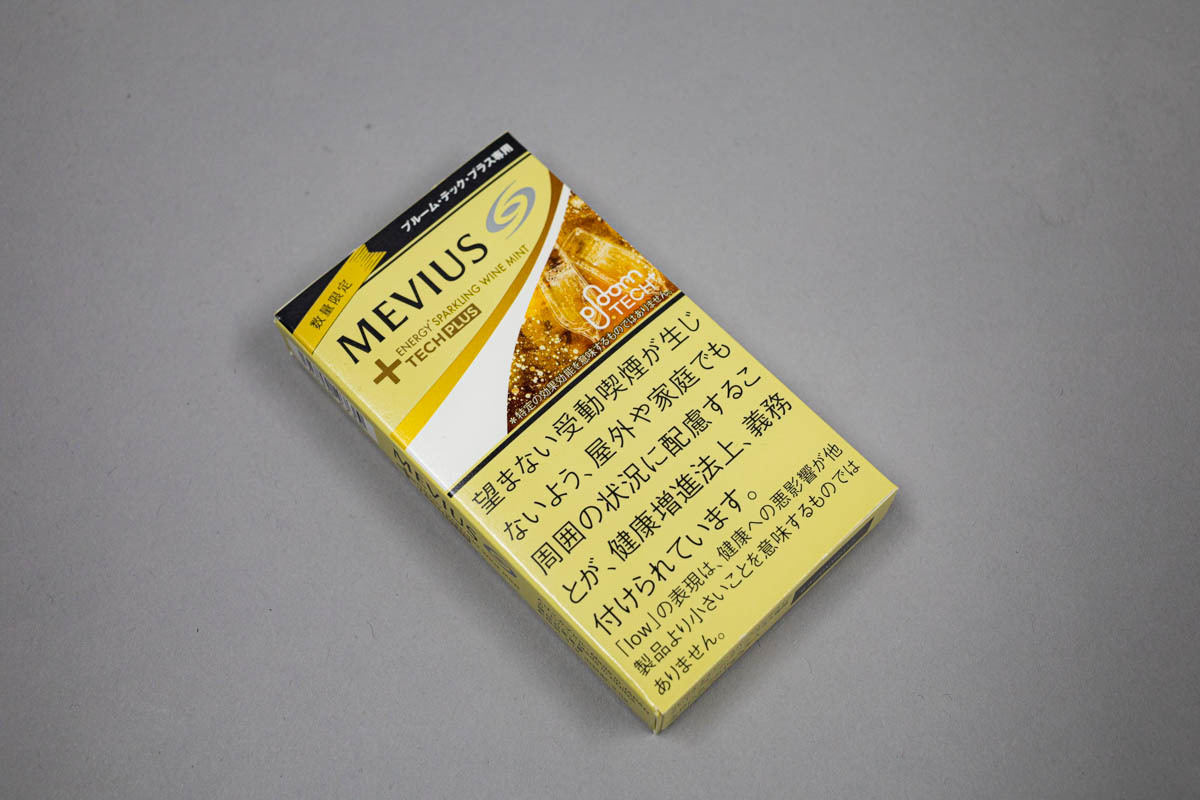 ブルーム・テック・プラス専用
数量限定
MEVIUS
ENERGY* SPARKLING WINE MINT
TECH PLUS
Ploom
TECH+
*特定の効果効能を意味するものではありません。
望まない受動喫煙が生じ
ないよう、屋外や家庭でも
周囲の状況に配慮するこ
とが、健康増進法上、義務
付けられています。
「low」の表現は、健康への悪影響が他
製品より小さいことを意味するものでは
ありません。
MEVIUS